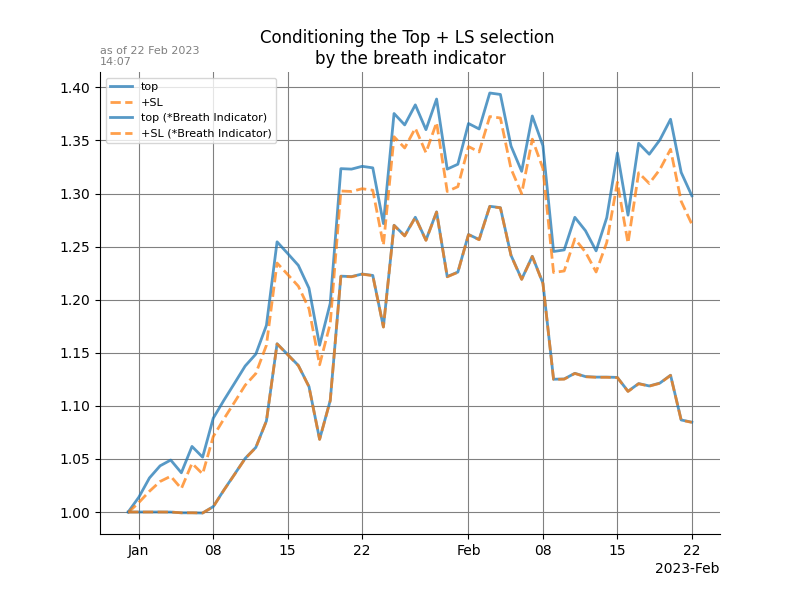 Conditioning the Top + LS selection
by the breath indicator
as of 22 Feb 2023
14:07
top
+SL
top (*Breath Indicator)
+SL (*Breath Indicator)
1.40
1.35
1.30
1.25
1.20
1.15
1.10
1.05
1.00
Jan 08 15 22 Feb 08 15 22
2023-Feb